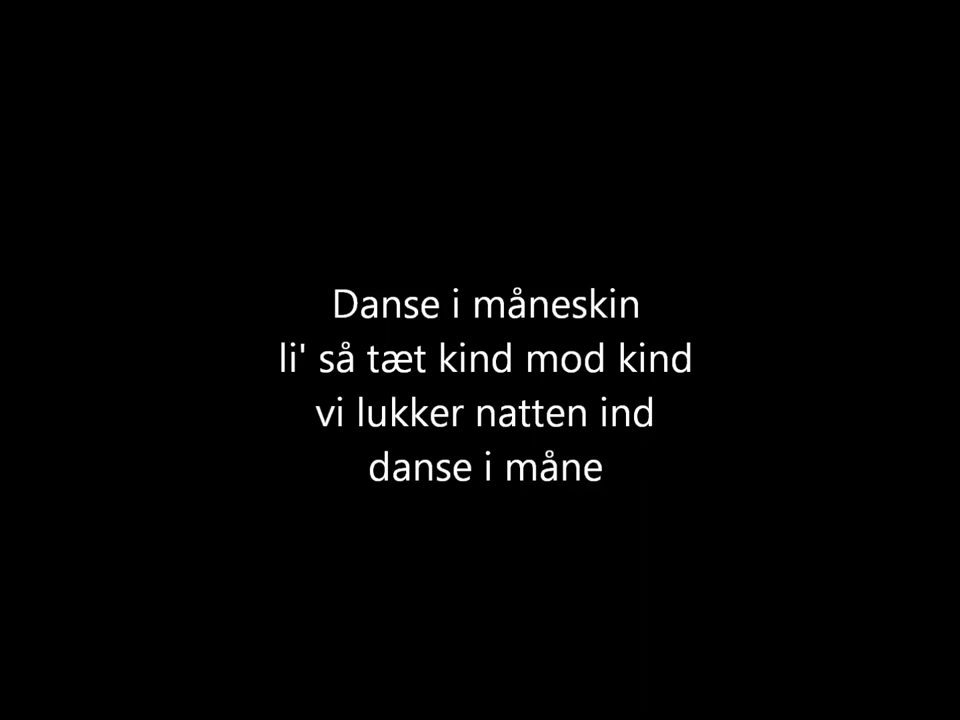 Danse i måneskin
li' så tæt kind mod kind
vi lukker natten ind
danse i måne